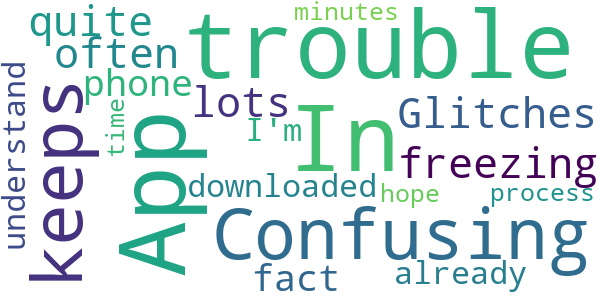 minutes
quite
trouble
often
phone
lots
Glitches
understand
keeps
time
App
I'm
In
freezing
downloaded
hope
process
Confusing
fact
already